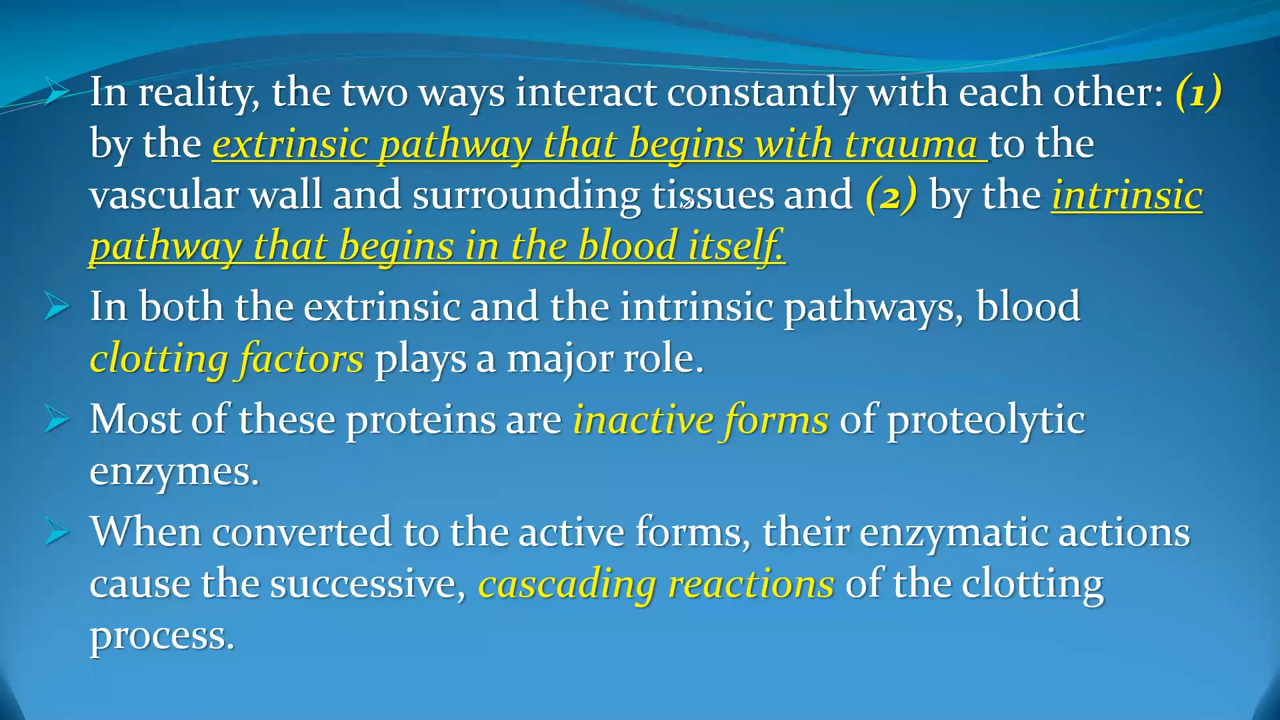 In reality, the two ways interact constantly with each other: (1)
by the extrinsic pathway that begins with trauma to the
vascular wall and surrounding tissues and (2) by the intrinsic
pathway that begins in the blood itself.
In both the extrinsic and the intrinsic pathways, blood
clotting factors plays a major role.
Most of these proteins are inactive forms of proteolytic
enzymes.
When converted to the active forms, their enzymatic actions
cause the successive, cascading reactions of the clotting
process.